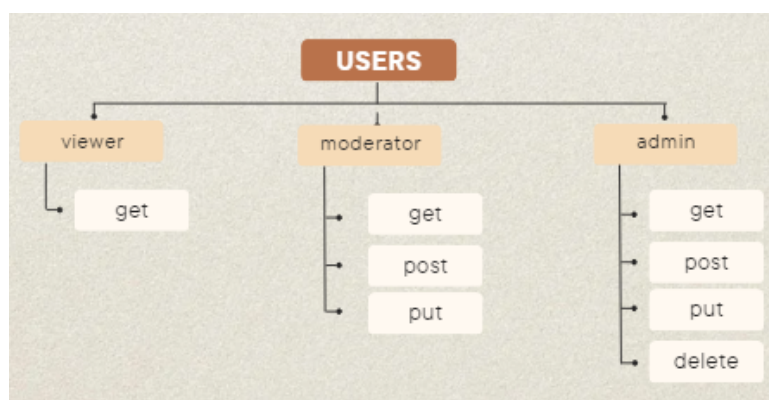 USERS
viewer
get
moderator
get
post
put
admin
get
post
put
delete